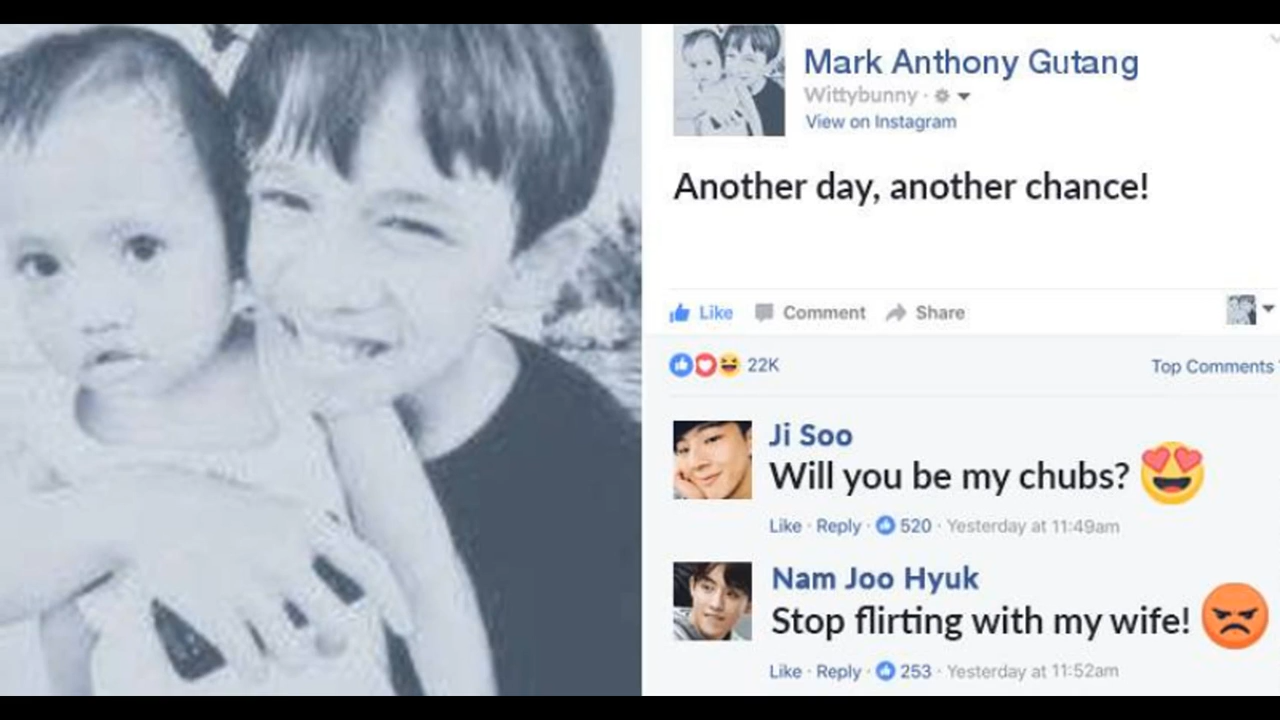 Mark Anthony Gutang
Wittybunny ·
View on Instagram
Another day, another chance!
Like Comment Share
22K Top Comments
Ji Soo
Will you be my chubs? 😍
Like · Reply · 520 · Yesterday at 11:49am
Nam Joo Hyuk
Stop flirting with my wife! 😡
Like · Reply · 253 · Yesterday at 11:52am